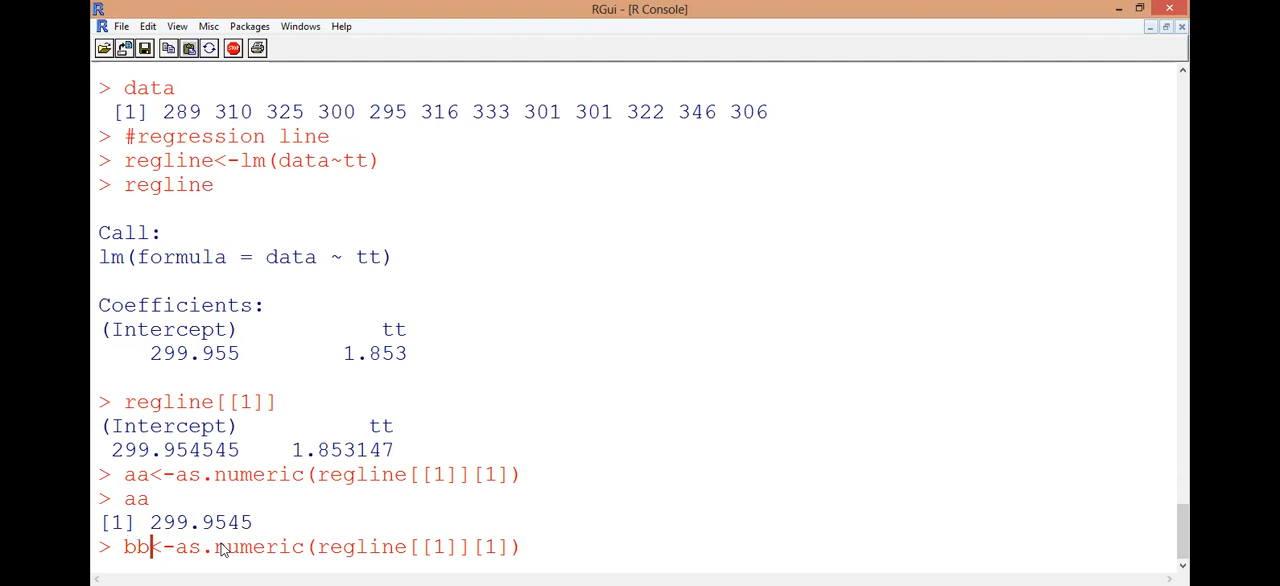 RGui - [R Console]
File Edit View Misc Packages Windows Help
STOP
> data
[1] 289 310 325 300 295 316 333 301 301 322 346 306
> #regression line
> regline<-lm(data~tt)
> regline
Call:
lm(formula = data ~ tt)
Coefficients:
(Intercept) tt
299.955 1.853
> regline[[1]]
(Intercept) tt
299.954545 1.853147
> aa<-as.numeric(regline[[1]][1])
> aa
[1] 299.9545
> bb<-as.numeric(regline[[1]][1])